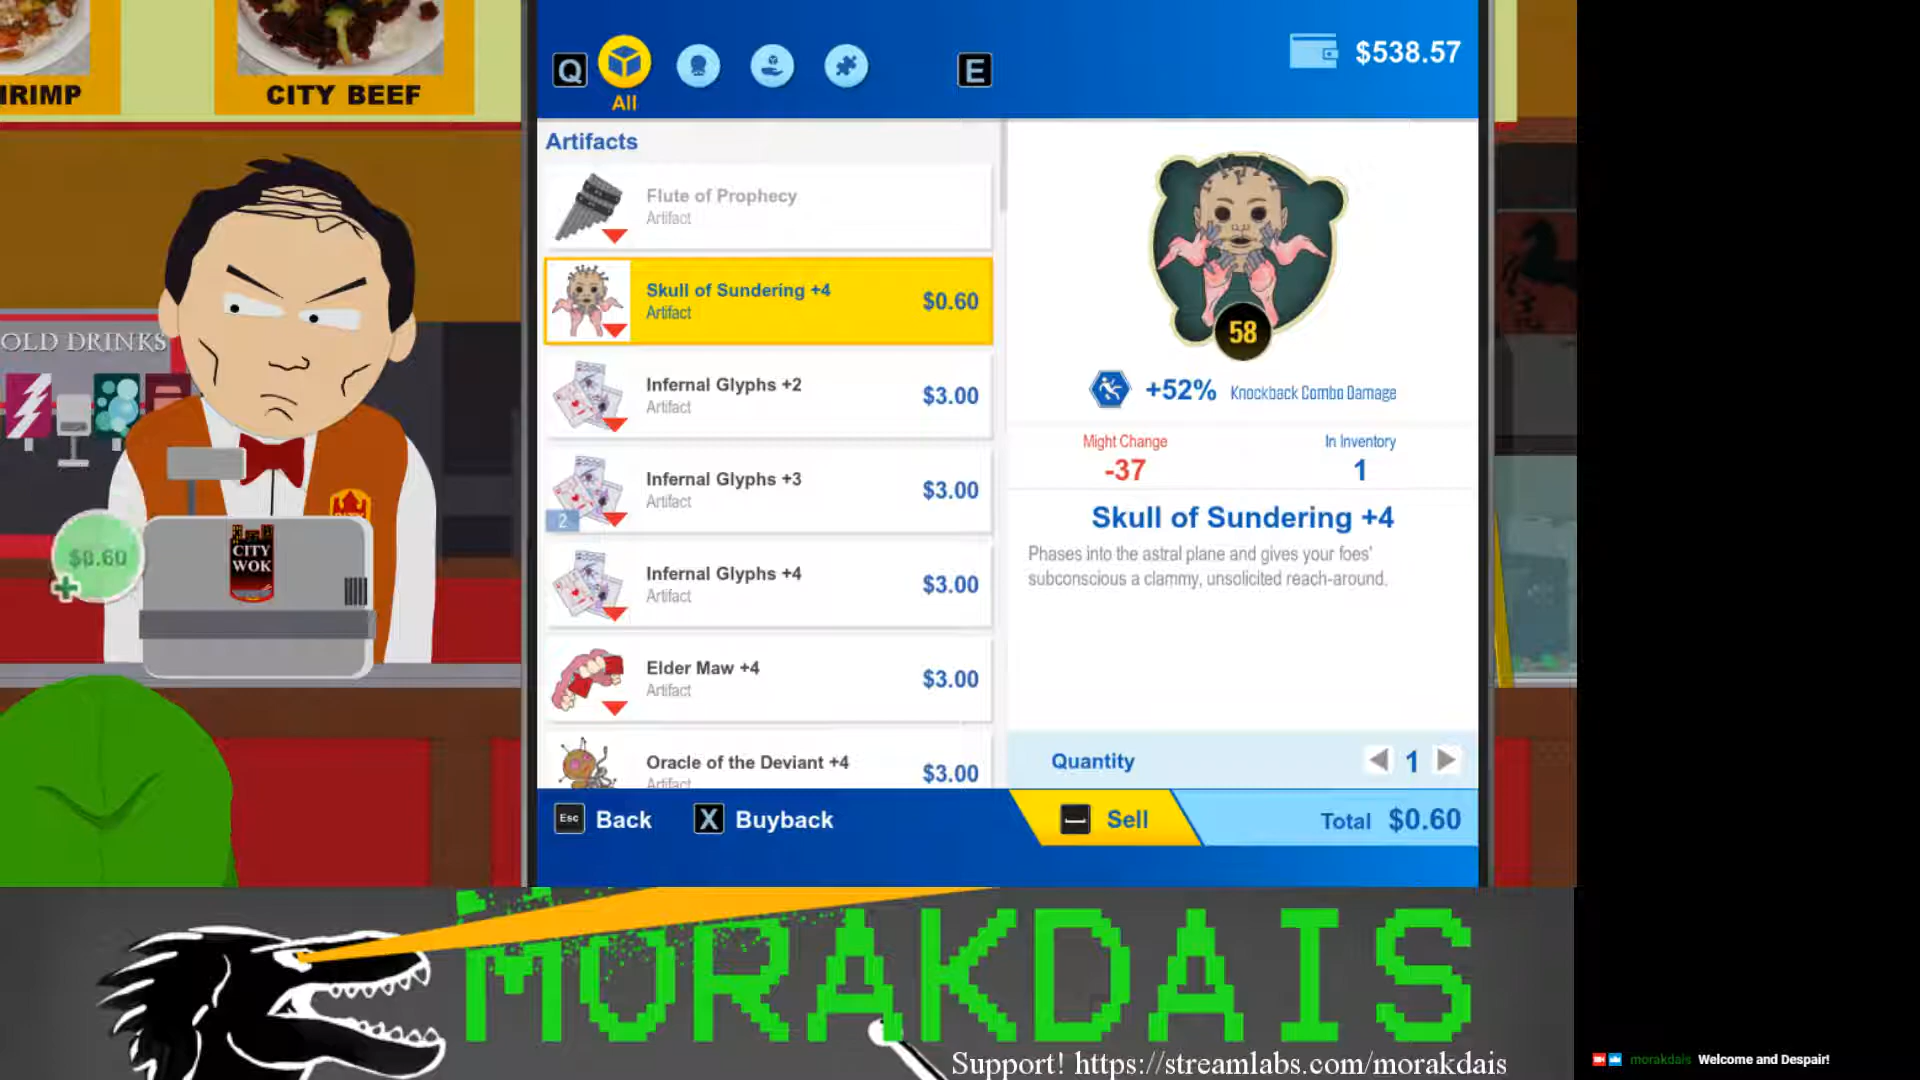 HRIMP
CITY BEEF
OLD DRINKS
$0.60
CITY
WOK
Q
All
E
$538.57
Artifacts
Flute of Prophecy
Artifact
Skull of Sundering +4
Artifact
$0.60
Infernal Glyphs +2
Artifact
$3.00
Infernal Glyphs +3
Artifact
$3.00
2
Infernal Glyphs +4
Artifact
$3.00
Elder Maw +4
Artifact
$3.00
Oracle of the Deviant +4
Artifact
$3.00
58
+52% Knockback Combo Damage
Might Change
-37
In Inventory
1
Skull of Sundering +4
Phases into the astral plane and gives your foes'
subconscious a clammy, unsolicited reach-around.
Quantity 1
Esc Back X Buyback
Sell
Total $0.60
MORAKDAIS
Support! https://streamlabs.com/morakdais
morakdais Welcome and Despair!